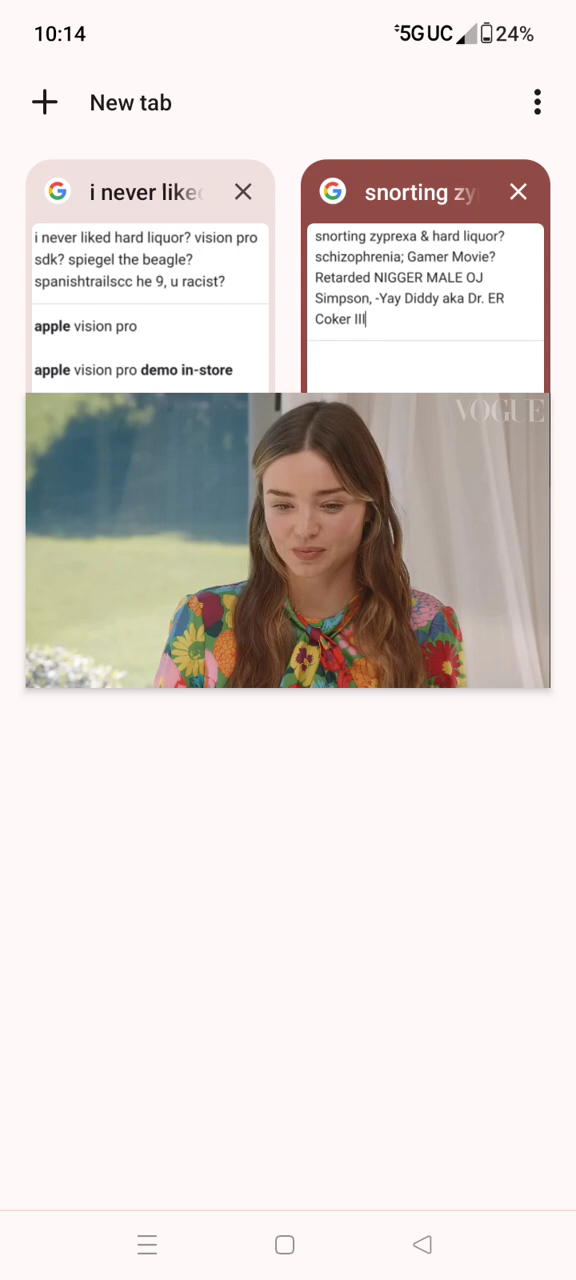 10:14
5G UC
24%
New tab
i never like
snorting zy
i never liked hard liquor? vision pro
sdk? spiegel the beagle?
spanishtrailscc he 9, u racist?
apple vision pro
apple vision pro demo in-store
snorting zyprexa & hard liquor?
schizophrenia; Gamer Movie?
Retarded NIGGER MALE OJ
Simpson, -Yay Diddy aka Dr. ER
Coker III
VOGUE